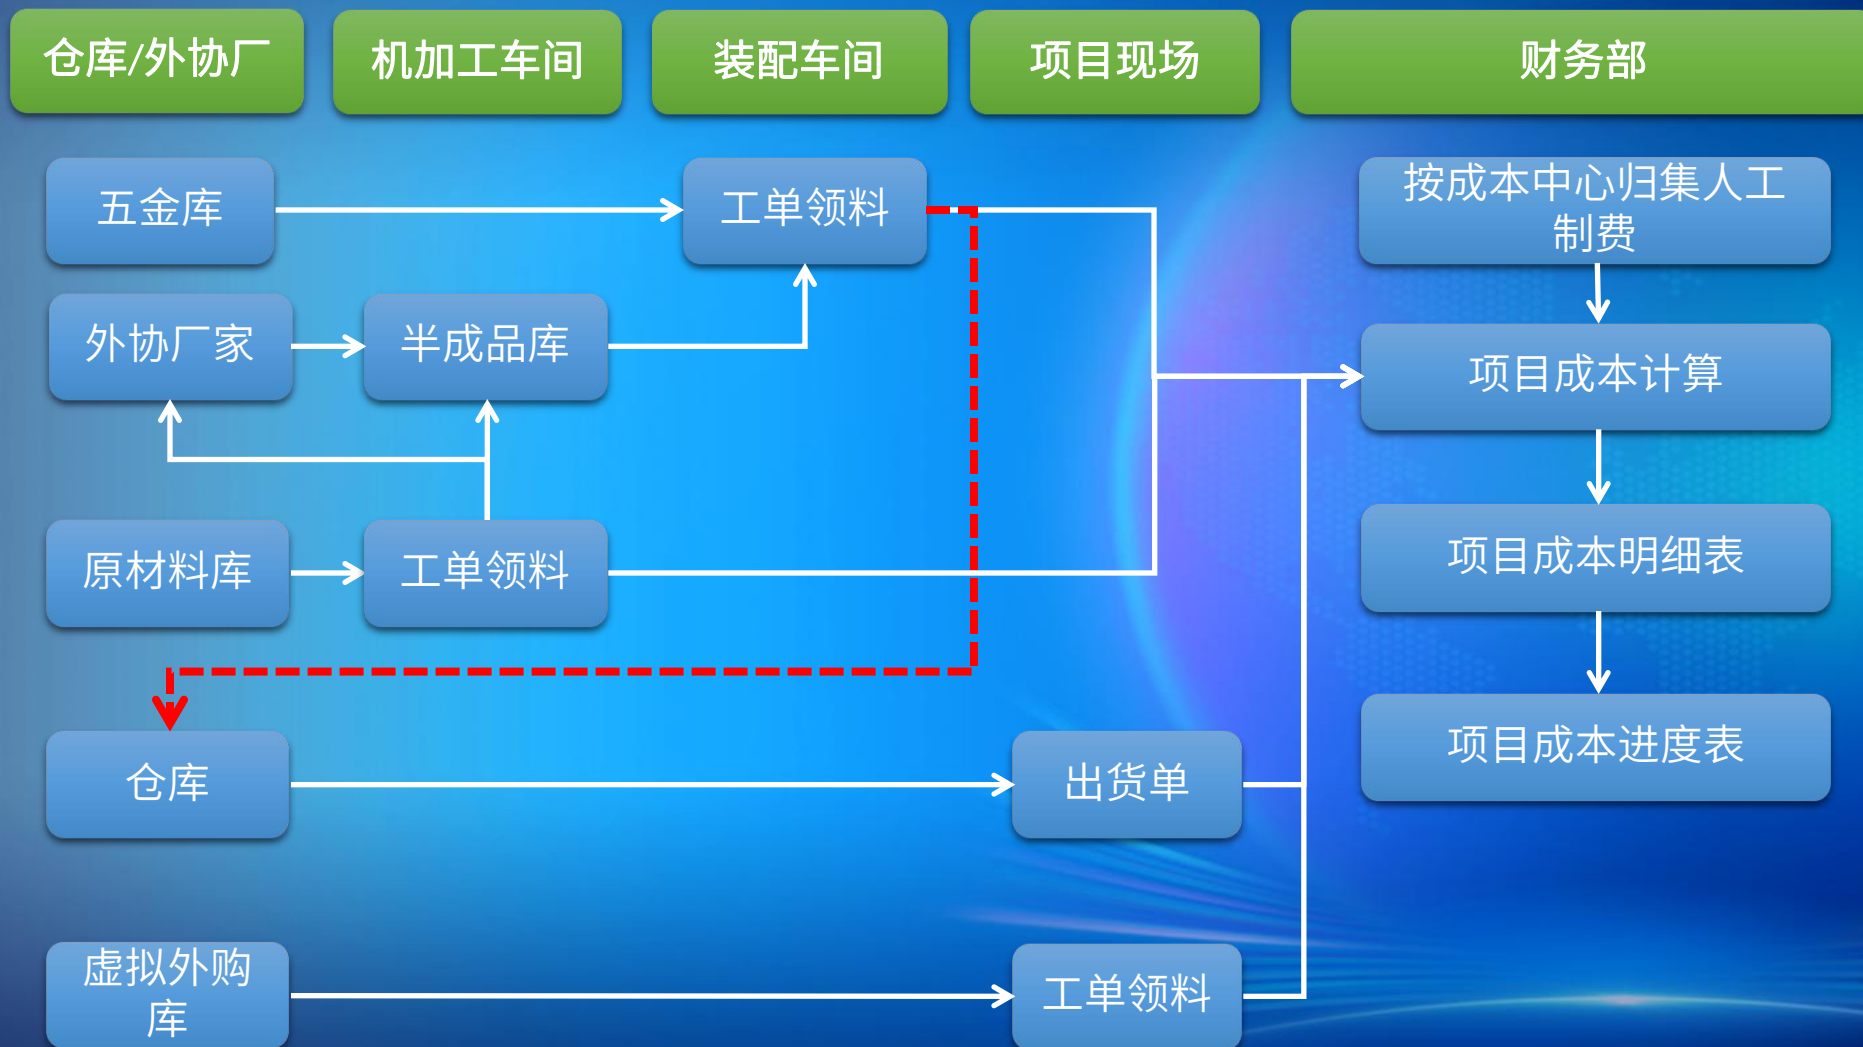 仓库/外协厂
机加工车间
装配车间
项目现场
财务部
五金库
工单领料
按成本中心归集人工
制费
外协厂家
半成品库
项目成本计算
原材料库
工单领料
项目成本明细表
仓库
出货单
项目成本进度表
虚拟外购
库
工单领料